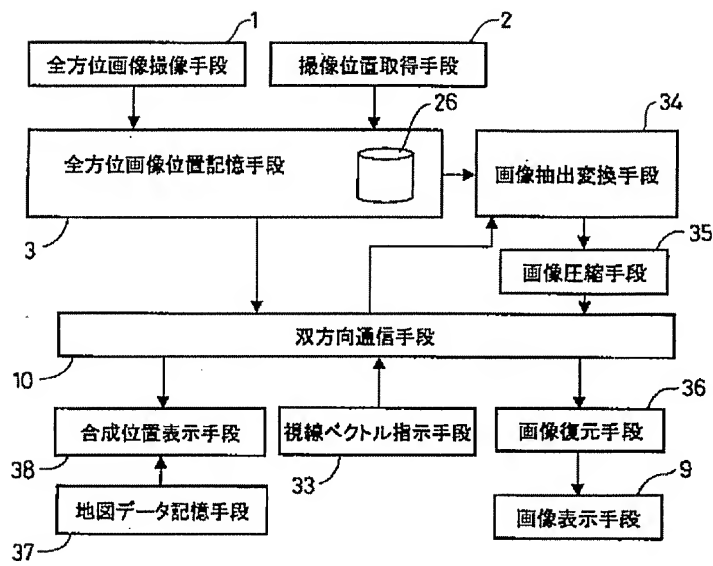 1
2
全方位画像撮像手段
撮像位置取得手段
26
34
全方位画像位置記憶手段
画像抽出変換手段
3
35
画像圧縮手段
双方向通信手段
10
36
合成位置表示手段
視線ベクトル指示手段
画像復元手段
38
33
9
地図データ記憶手段
画像表示手段
37